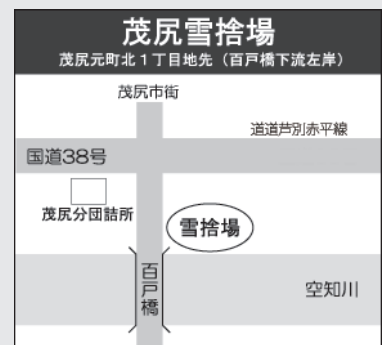 茂尻雪捨場
茂尻元町北1丁目地先（百戸橋下流左岸）
茂尻市街
道道芦別赤平線
国道38号
茂尻分団詰所
雪捨場
百戸橋
空知川